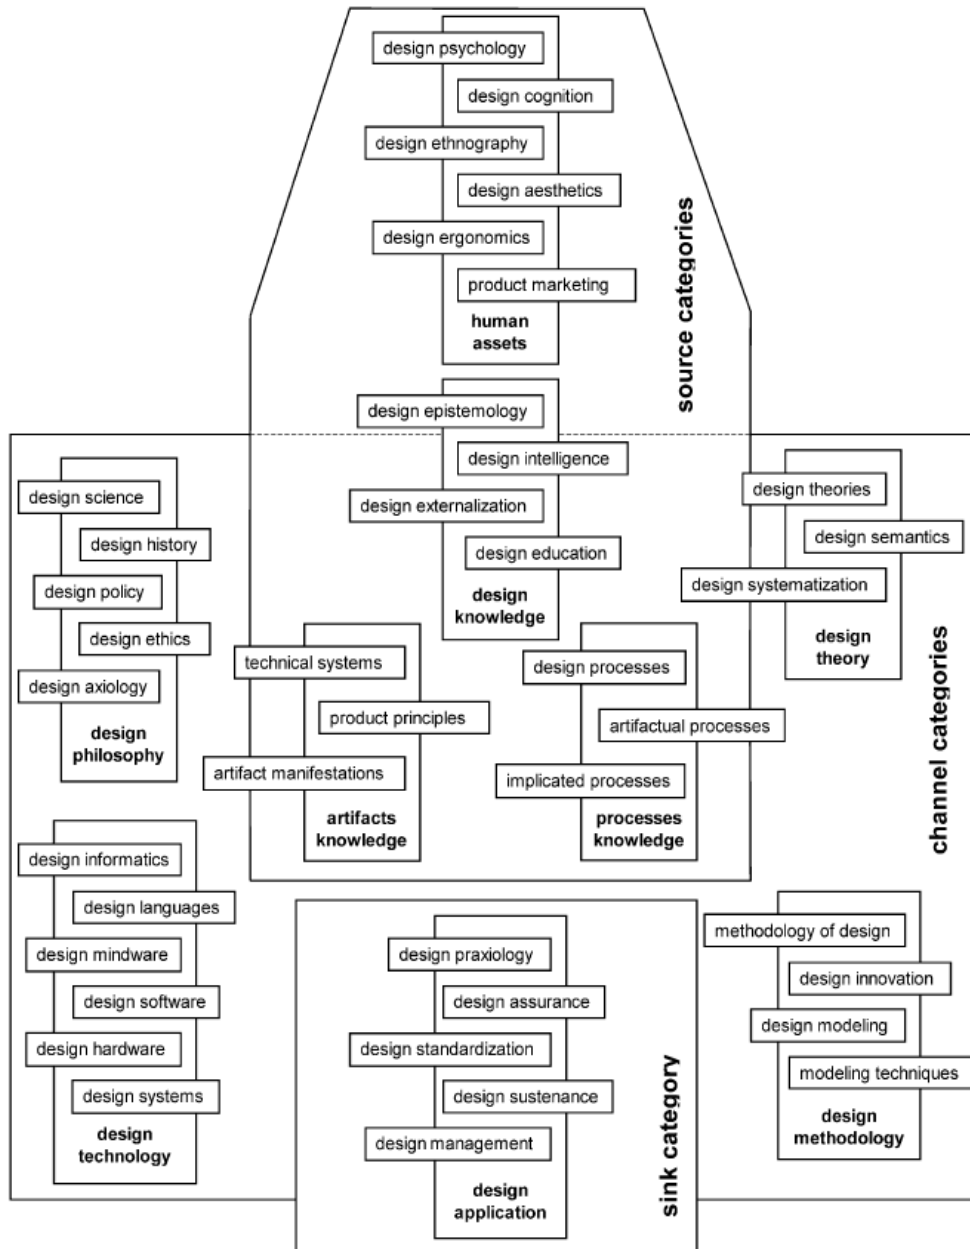 design psychology
design cognition
design ethnography
design aesthetics
design ergonomics
product marketing
human
assets
source categories
design epistemology
design intelligence
design externalization
design education
design
knowledge
design science
design history
design policy
design ethics
design axiology
design
philosophy
technical systems
product principles
artifact manifestations
artifacts
knowledge
design processes
artifactual processes
implicated processes
processes
knowledge
design theories
design semantics
design systematization
design
theory
channel categories
design informatics
design languages
design mindware
design software
design hardware
design systems
design
technology
design praxiology
design assurance
design standardization
design sustenance
design management
design
application
sink category
methodology of design
design innovation
design modeling
modeling techniques
design
methodology